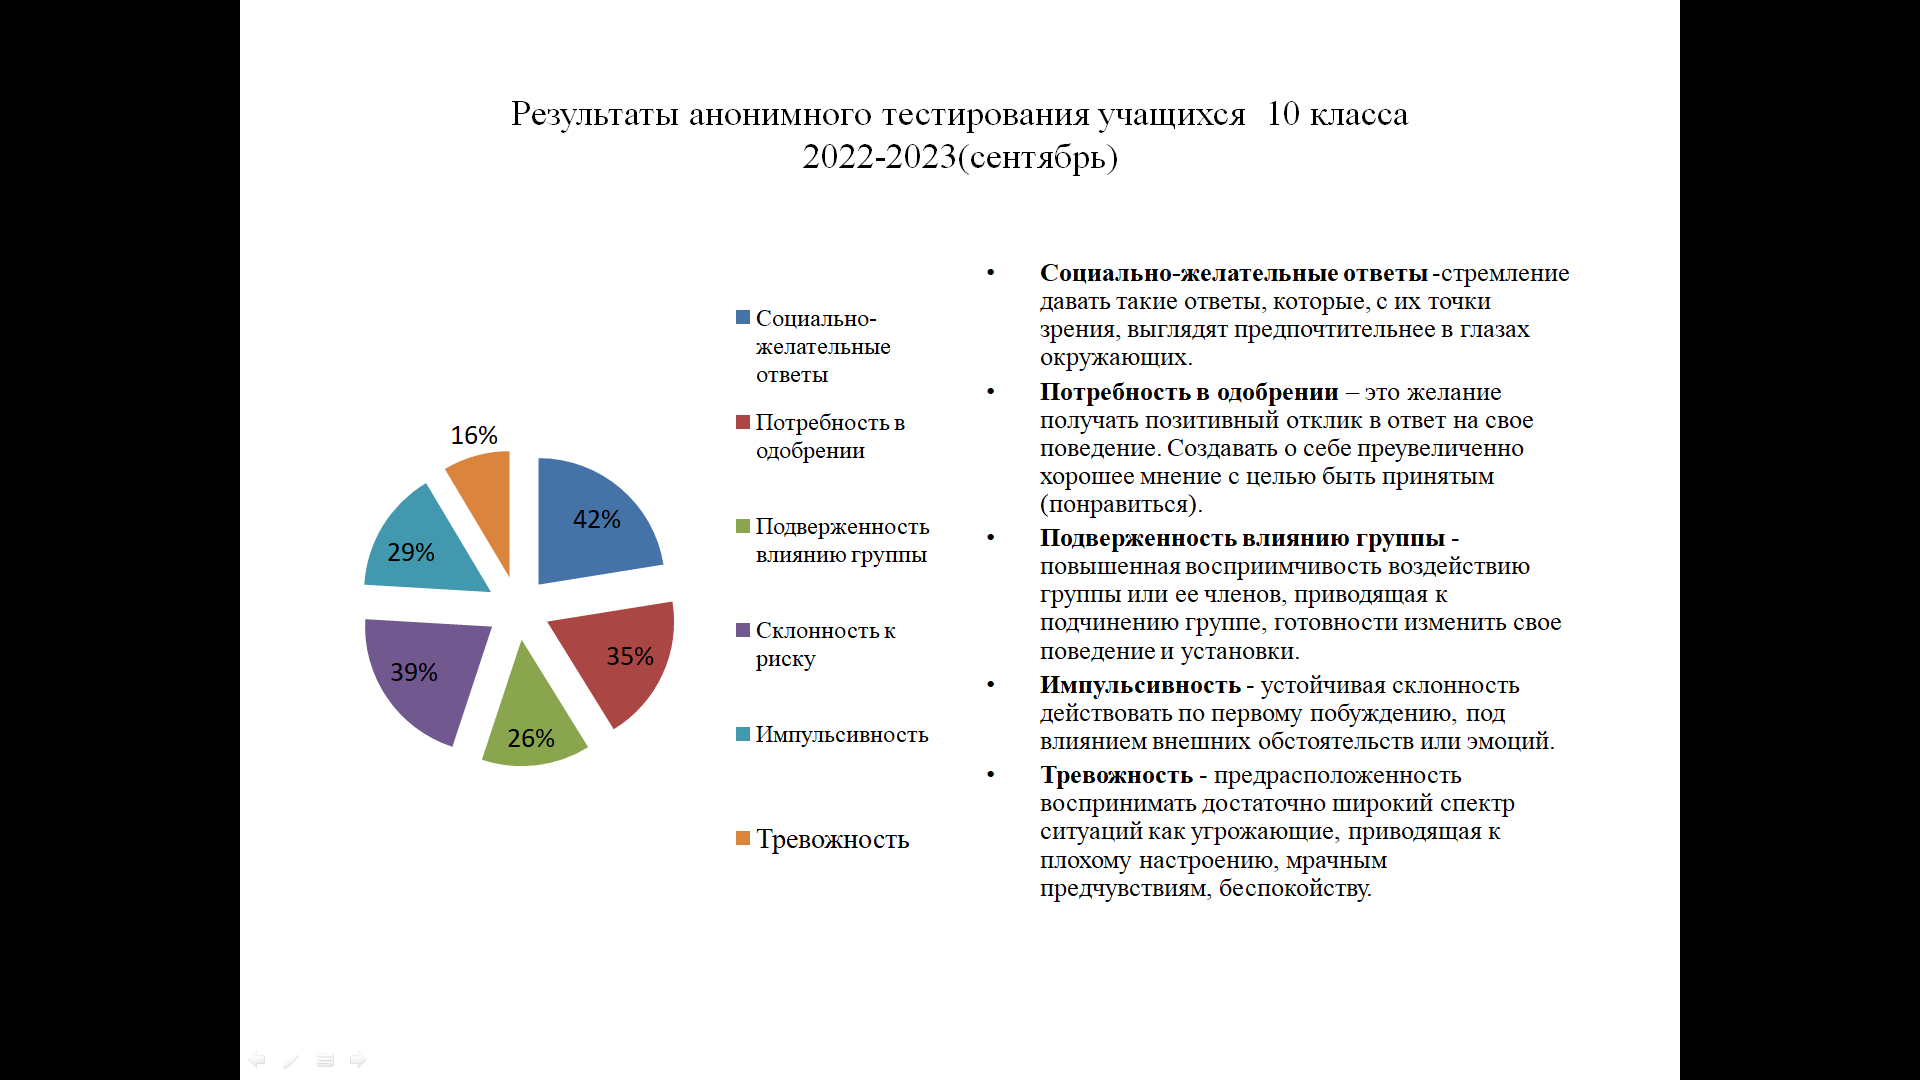 Результаты анонимного тестирования учащихся 10 класса
2022-2023(сентябрь)
16%
42%
29%
35%
39%
26%
Социально-
желательные
ответы
Потребность в
одобрении
Подверженность
влиянию группы
Склонность к
риску
Импульсивность
Тревожность
• Социально-желательные ответы -стремление
давать такие ответы, которые, с их точки
зрения, выглядят предпочтительнее в глазах
окружающих.
• Потребность в одобрении – это желание
получать позитивный отклик в ответ на свое
поведение. Создавать о себе преувеличенно
хорошее мнение с целью быть принятым
(понравиться).
• Подверженность влиянию группы -
повышенная восприимчивость воздействию
группы или ее членов, приводящая к
подчинению группе, готовности изменить свое
поведение и установки.
• Импульсивность - устойчивая склонность
действовать по первому побуждению, под
влиянием внешних обстоятельств или эмоций.
• Тревожность - предрасположенность
воспринимать достаточно широкий спектр
ситуаций как угрожающие, приводящая к
плохому настроению, мрачным
предчувствиям, беспокойству.